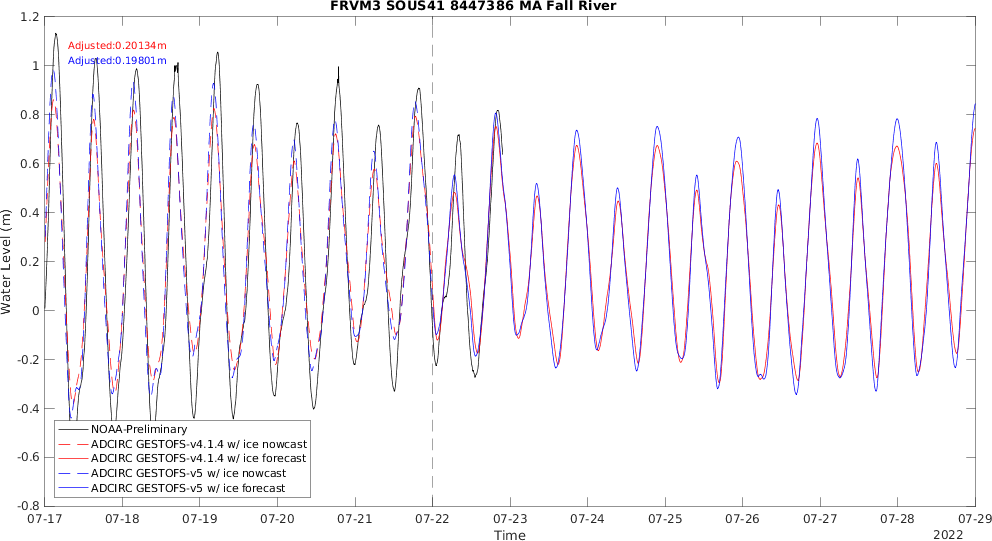 FRVM3 SOUS41 8447386 MA Fall River
Adjusted:0.20134m
Adjusted:0.19801m
Water Level (m)
1.2
1
0.8
0.6
0.4
0.2
0
-0.2
-0.4
-0.6
-0.8
NOAA-Preliminary
ADCIRC GESTOFS-v4.1.4 w/ ice nowcast
ADCIRC GESTOFS-v4.1.4 w/ ice forecast
ADCIRC GESTOFS-v5 w/ ice nowcast
ADCIRC GESTOFS-v5 w/ ice forecast
07-17 07-18 07-19 07-20 07-21 07-22 07-23 07-24 07-25 07-26 07-27 07-28 07-29
Time
2022